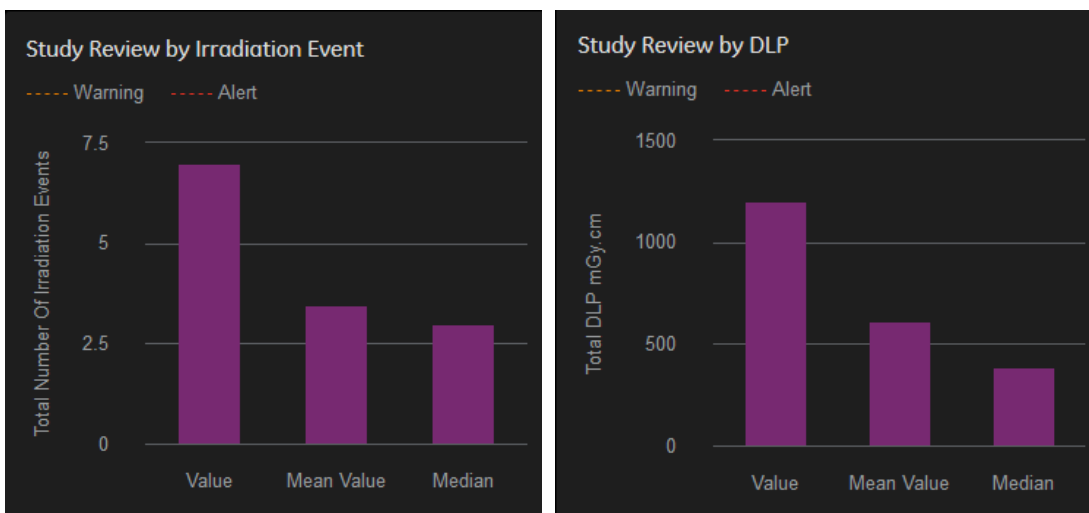 Study Review by Irradiation Event
----- Warning ----- Alert
Total Number Of Irradiation Events
7.5
5
2.5
0
Value Mean Value Median
Study Review by DLP
----- Warning ----- Alert
Total DLP mGy.cm
1500
1000
500
0
Value Mean Value Median